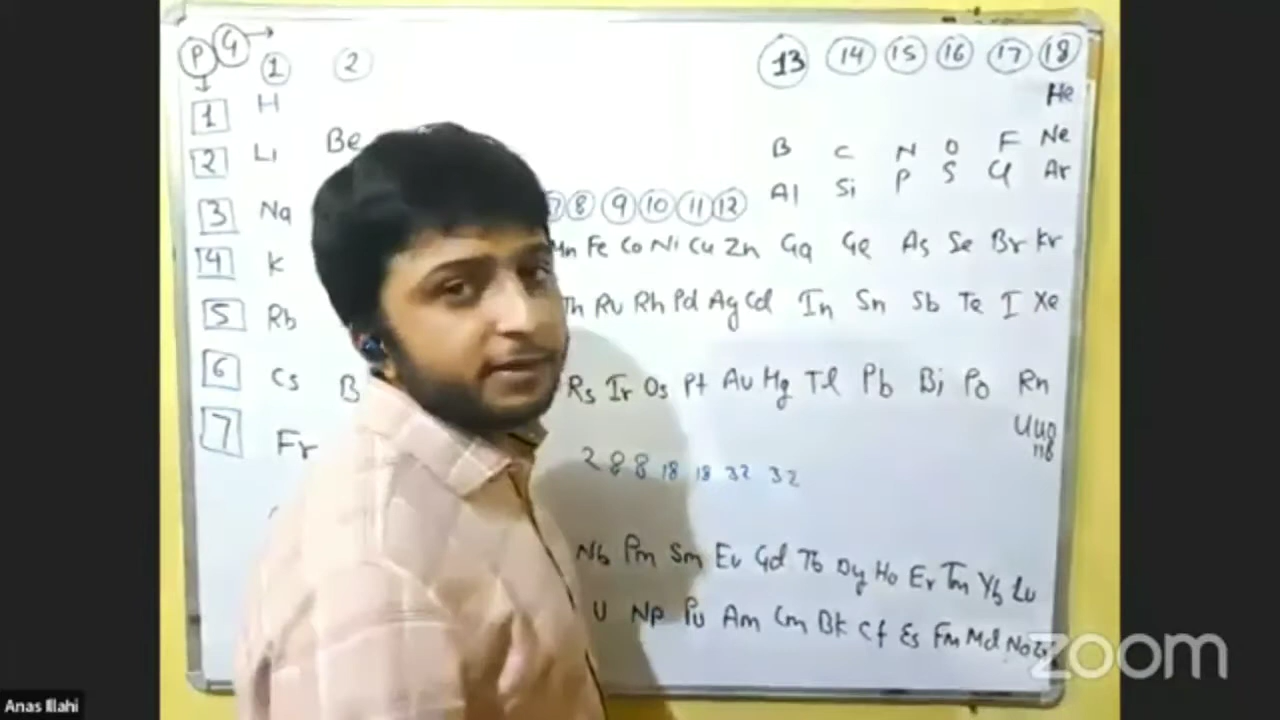 P G →
1 2 13 14 15 16 17 18
1 H He
2 Li Be B C N O F Ne
3 Na Al Si P S Cl Ar
7 8 9 10 11 12
4 K Mn Fe Co Ni Cu Zn Ga Ge As Se Br Kr
5 Rb Ru Rh Pd Ag Cd In Sn Sb Te I Xe
6 Cs B Rs Ir Os Pt Au Hg Tl Pb Bi Po Rn
7 Fr Uuo
118
2 8 8 18 18 32 32
Nb Pm Sm Eu Gd Tb Dy Ho Er Tm Yb Lu
U Np Pu Am Cm Bk Cf Es Fm Md No
zoom
Anas Illahi